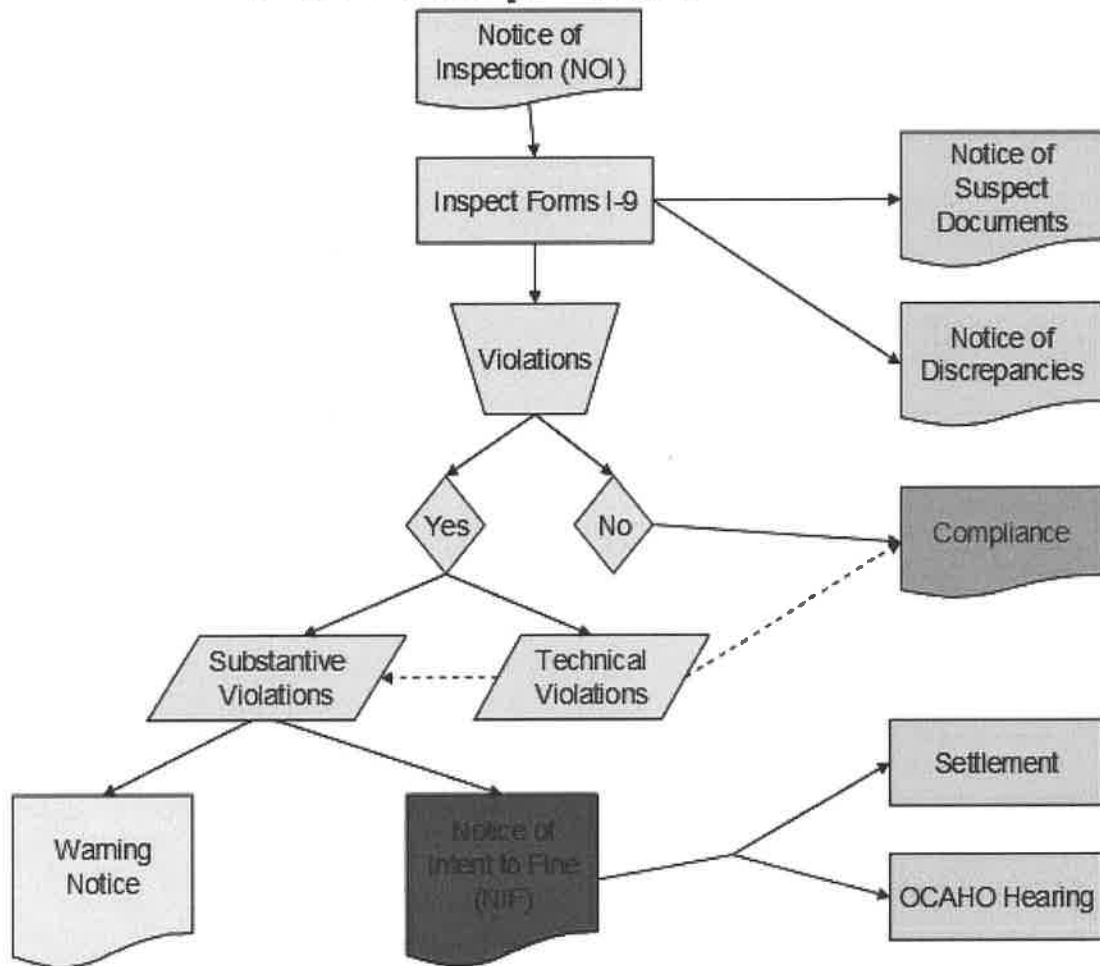 Notice of
Inspection (NOI)
Inspect Forms I-9
Notice of
Suspect
Documents
Violations
Notice of
Discrepancies
Yes
No
Compliance
Substantive
Violations
Technical
Violations
Settlement
Warning
Notice
Notice of
Intent to Fine
(NIF)
OCAHO Hearing